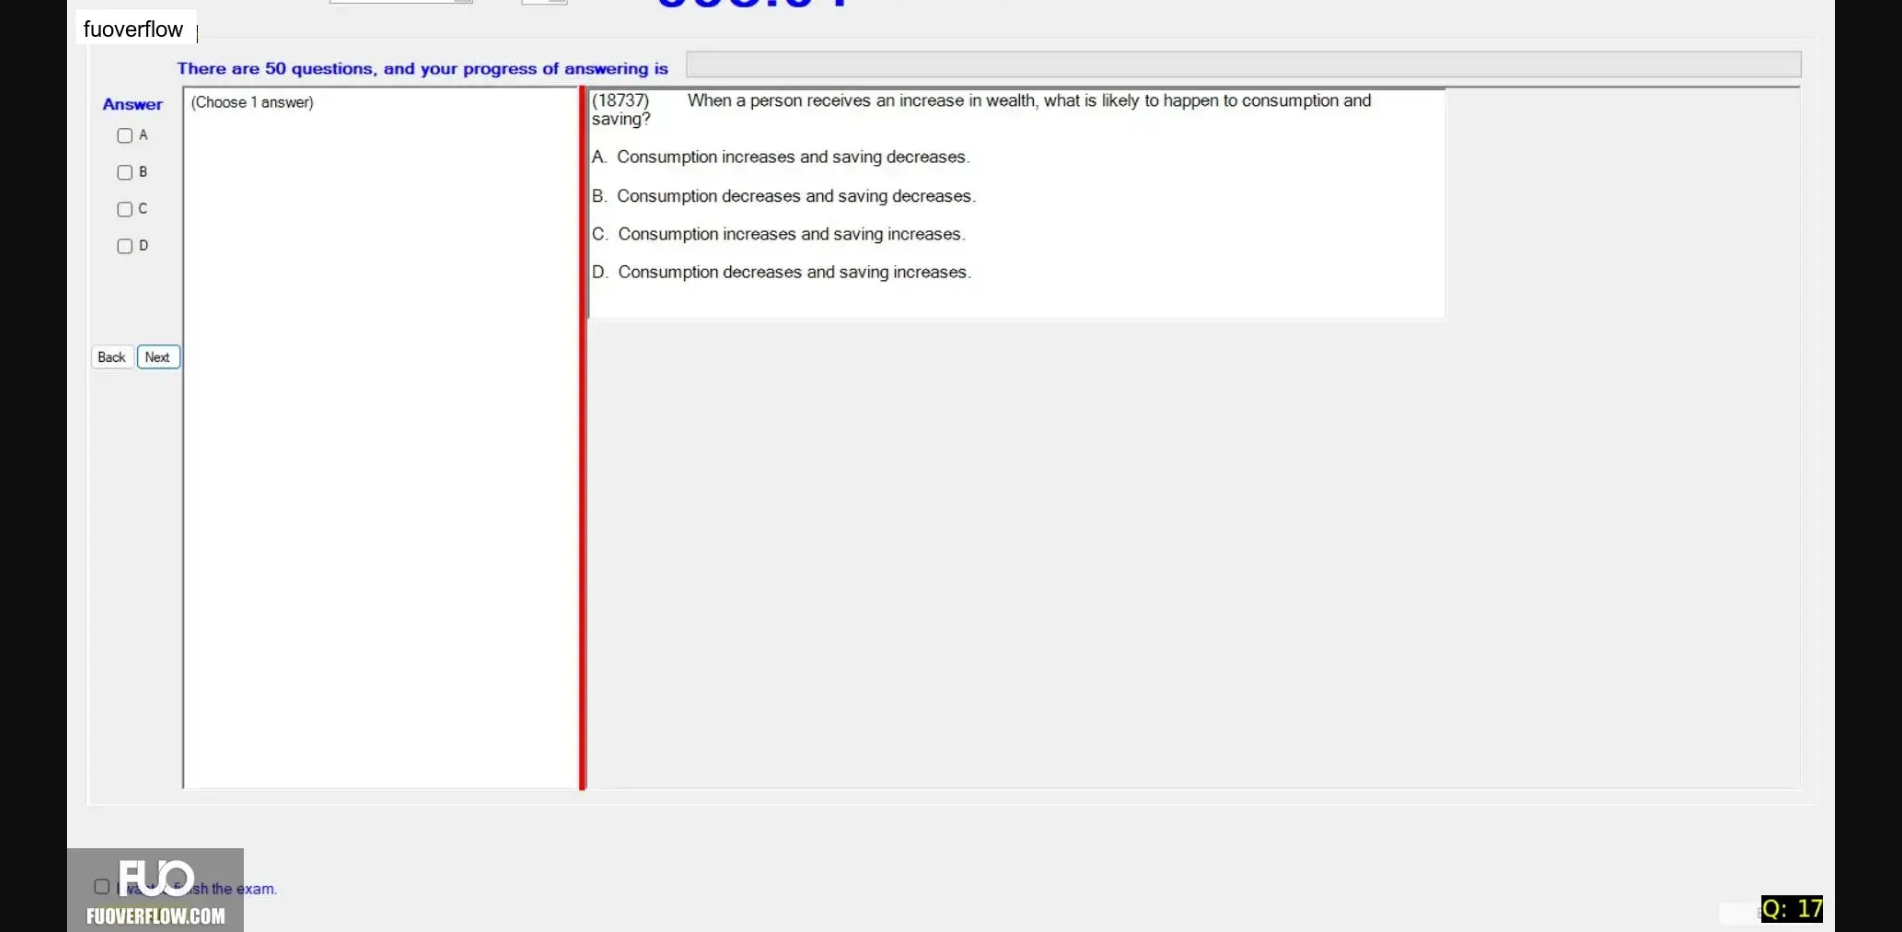 fuoverflow
There are 50 questions, and your progress of answering is
Answer
(Choose 1 answer)
A
B
C
D
Back
Next
(18737) When a person receives an increase in wealth, what is likely to happen to consumption and
saving?
A. Consumption increases and saving decreases.
B. Consumption decreases and saving decreases.
C. Consumption increases and saving increases.
D. Consumption decreases and saving increases.
FUO
the exam.
FUOVERFLOW.COM
Q: 17